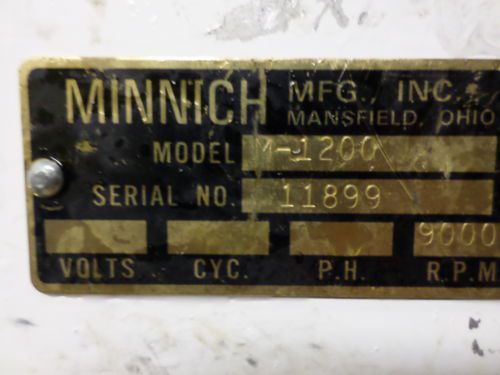 MINNICH MFG., INC.
MANSFIELD, OHIO
MODEL M-1200
SERIAL NO. 11899
9000
VOLTS CYC. P.H. R.P.M